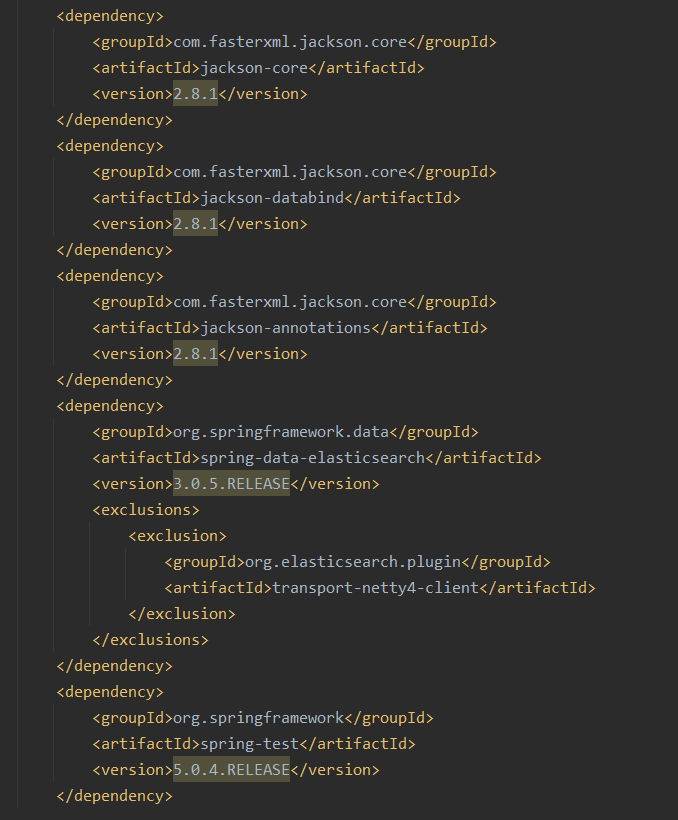 <dependency>
    <groupId>com.fasterxml.jackson.core</groupId>
    <artifactId>jackson-core</artifactId>
    <version>2.8.1</version>
</dependency>
<dependency>
    <groupId>com.fasterxml.jackson.core</groupId>
    <artifactId>jackson-databind</artifactId>
    <version>2.8.1</version>
</dependency>
<dependency>
    <groupId>com.fasterxml.jackson.core</groupId>
    <artifactId>jackson-annotations</artifactId>
    <version>2.8.1</version>
</dependency>
<dependency>
    <groupId>org.springframework.data</groupId>
    <artifactId>spring-data-elasticsearch</artifactId>
    <version>3.0.5.RELEASE</version>
    <exclusions>
        <exclusion>
            <groupId>org.elasticsearch.plugin</groupId>
            <artifactId>transport-netty4-client</artifactId>
        </exclusion>
    </exclusions>
</dependency>
<dependency>
    <groupId>org.springframework</groupId>
    <artifactId>spring-test</artifactId>
    <version>5.0.4.RELEASE</version>
</dependency>